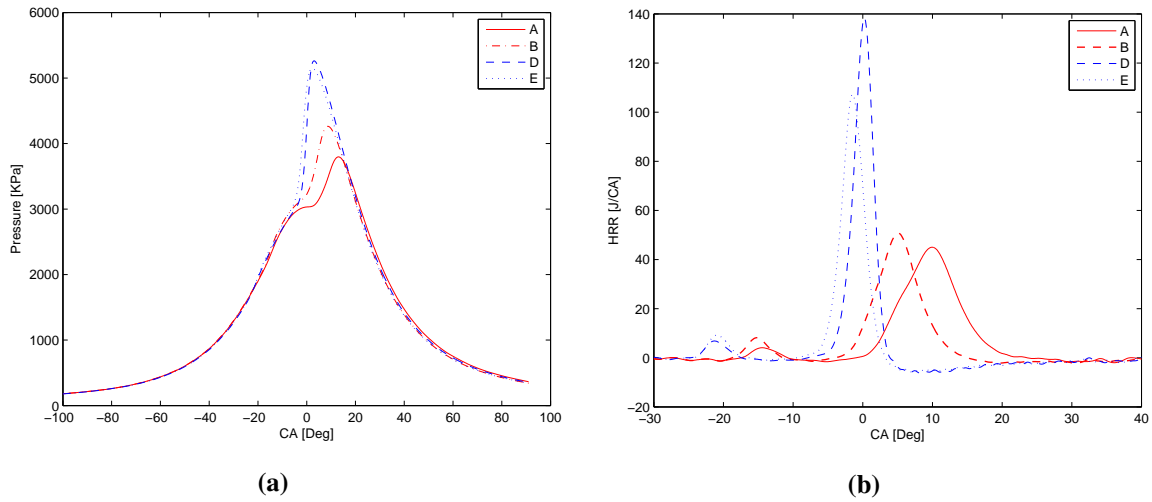 6000
5000
4000
3000
2000
1000
0
−100 −80 −60 −40 −20 0 20 40 60 80 100
Pressure [KPa]
CA [Deg]
A
B
D
E
(a)
140
120
100
80
60
40
20
0
−20
−30 −20 −10 0 10 20 30 40
HRR [J/CA]
CA [Deg]
A
B
D
E
(b)